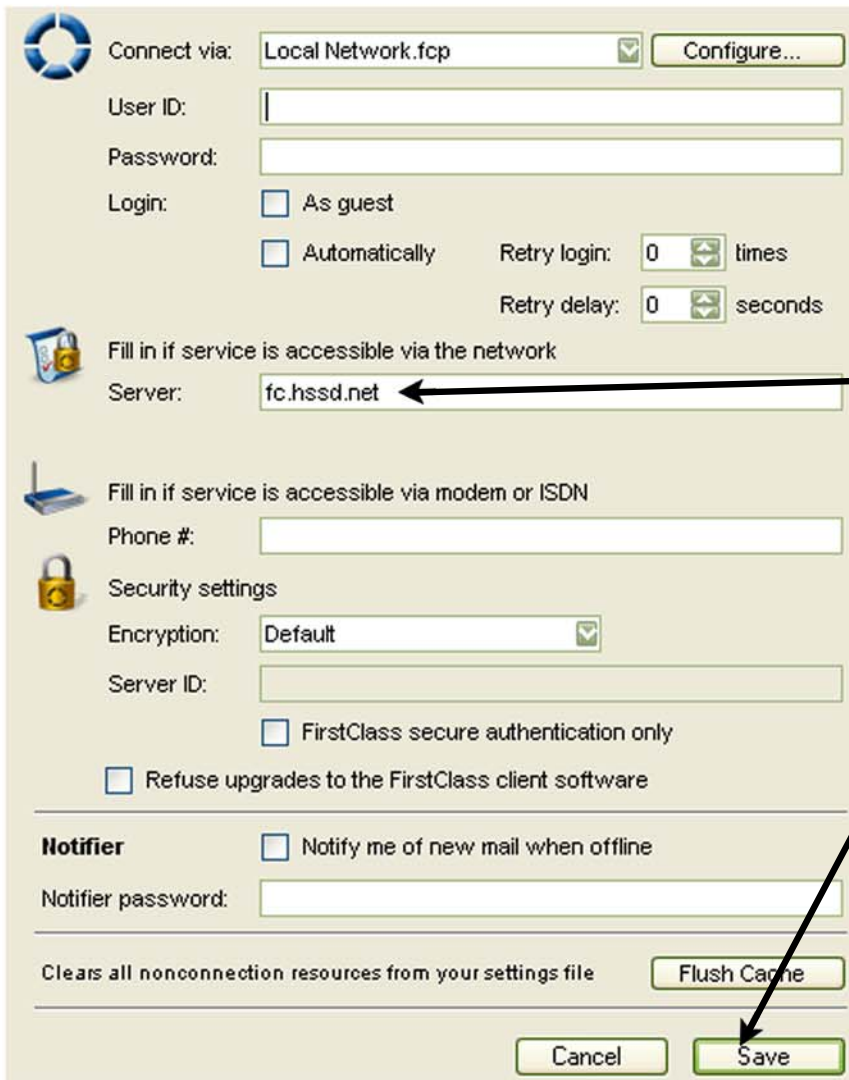 Connect via: Local Network.fcp Configure...
User ID:
Password:
Login: As guest
Automatically Retry login: 0 times
Retry delay: 0 seconds
Fill in if service is accessible via the network
Server: fc.hssd.net
Fill in if service is accessible via modem or ISDN
Phone #:
Security settings
Encryption: Default
Server ID:
FirstClass secure authentication only
Refuse upgrades to the FirstClass client software
Notifier Notify me of new mail when offline
Notifier password:
Clears all nonconnection resources from your settings file Flush Cache
Cancel Save